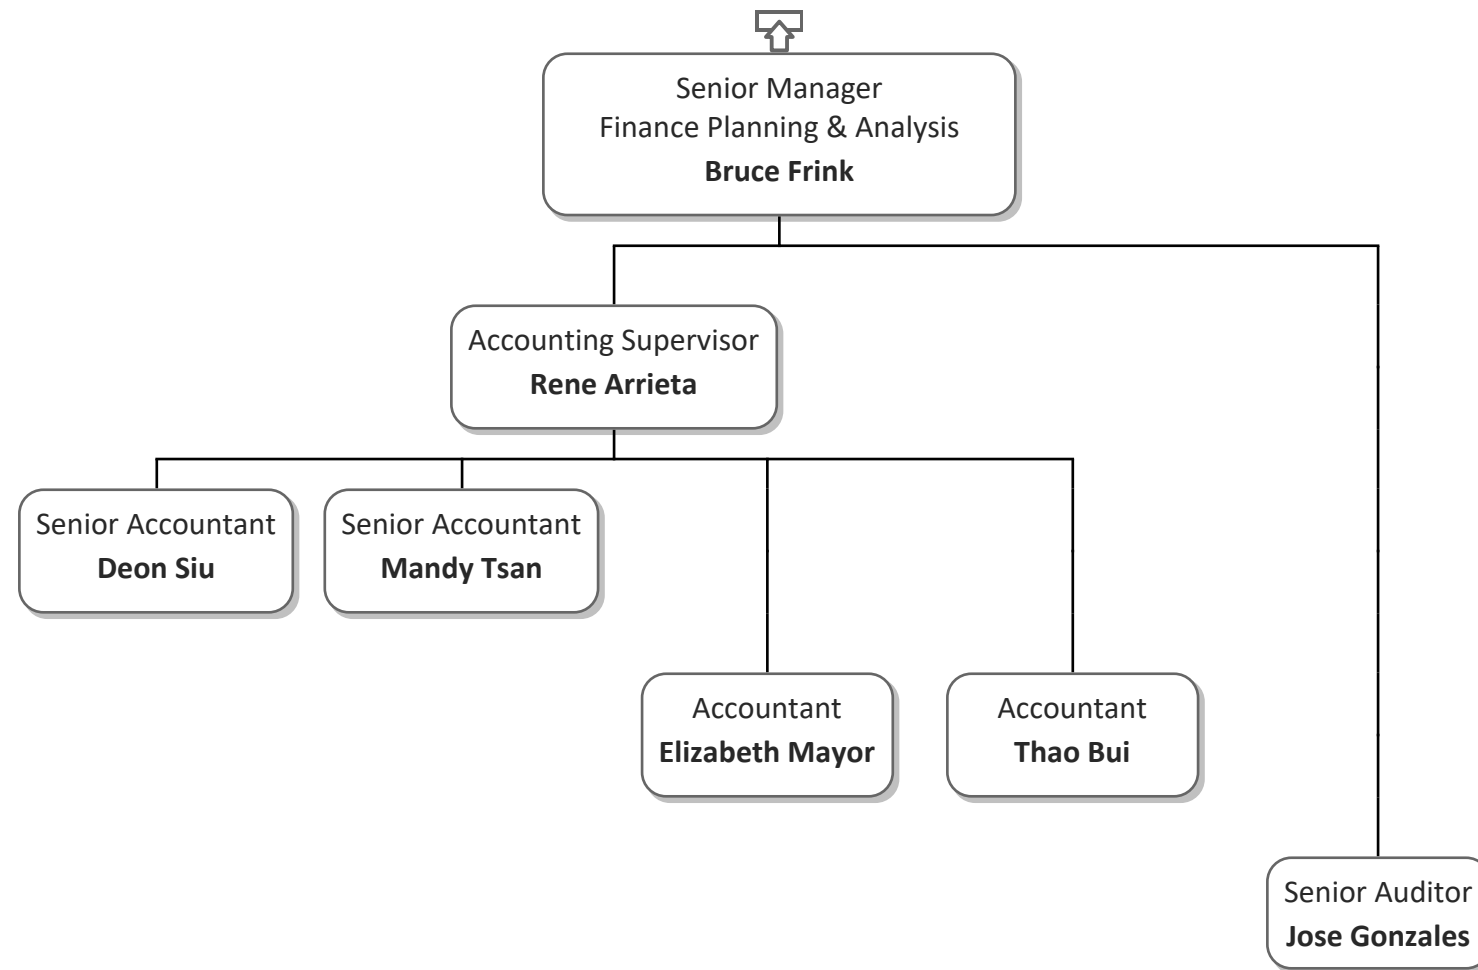 Senior Manager
Finance Planning & Analysis
Bruce Frink
Accounting Supervisor
Rene Arrieta
Senior Accountant
Deon Siu
Senior Accountant
Mandy Tsan
Accountant
Elizabeth Mayor
Accountant
Thao Bui
Senior Auditor
Jose Gonzales